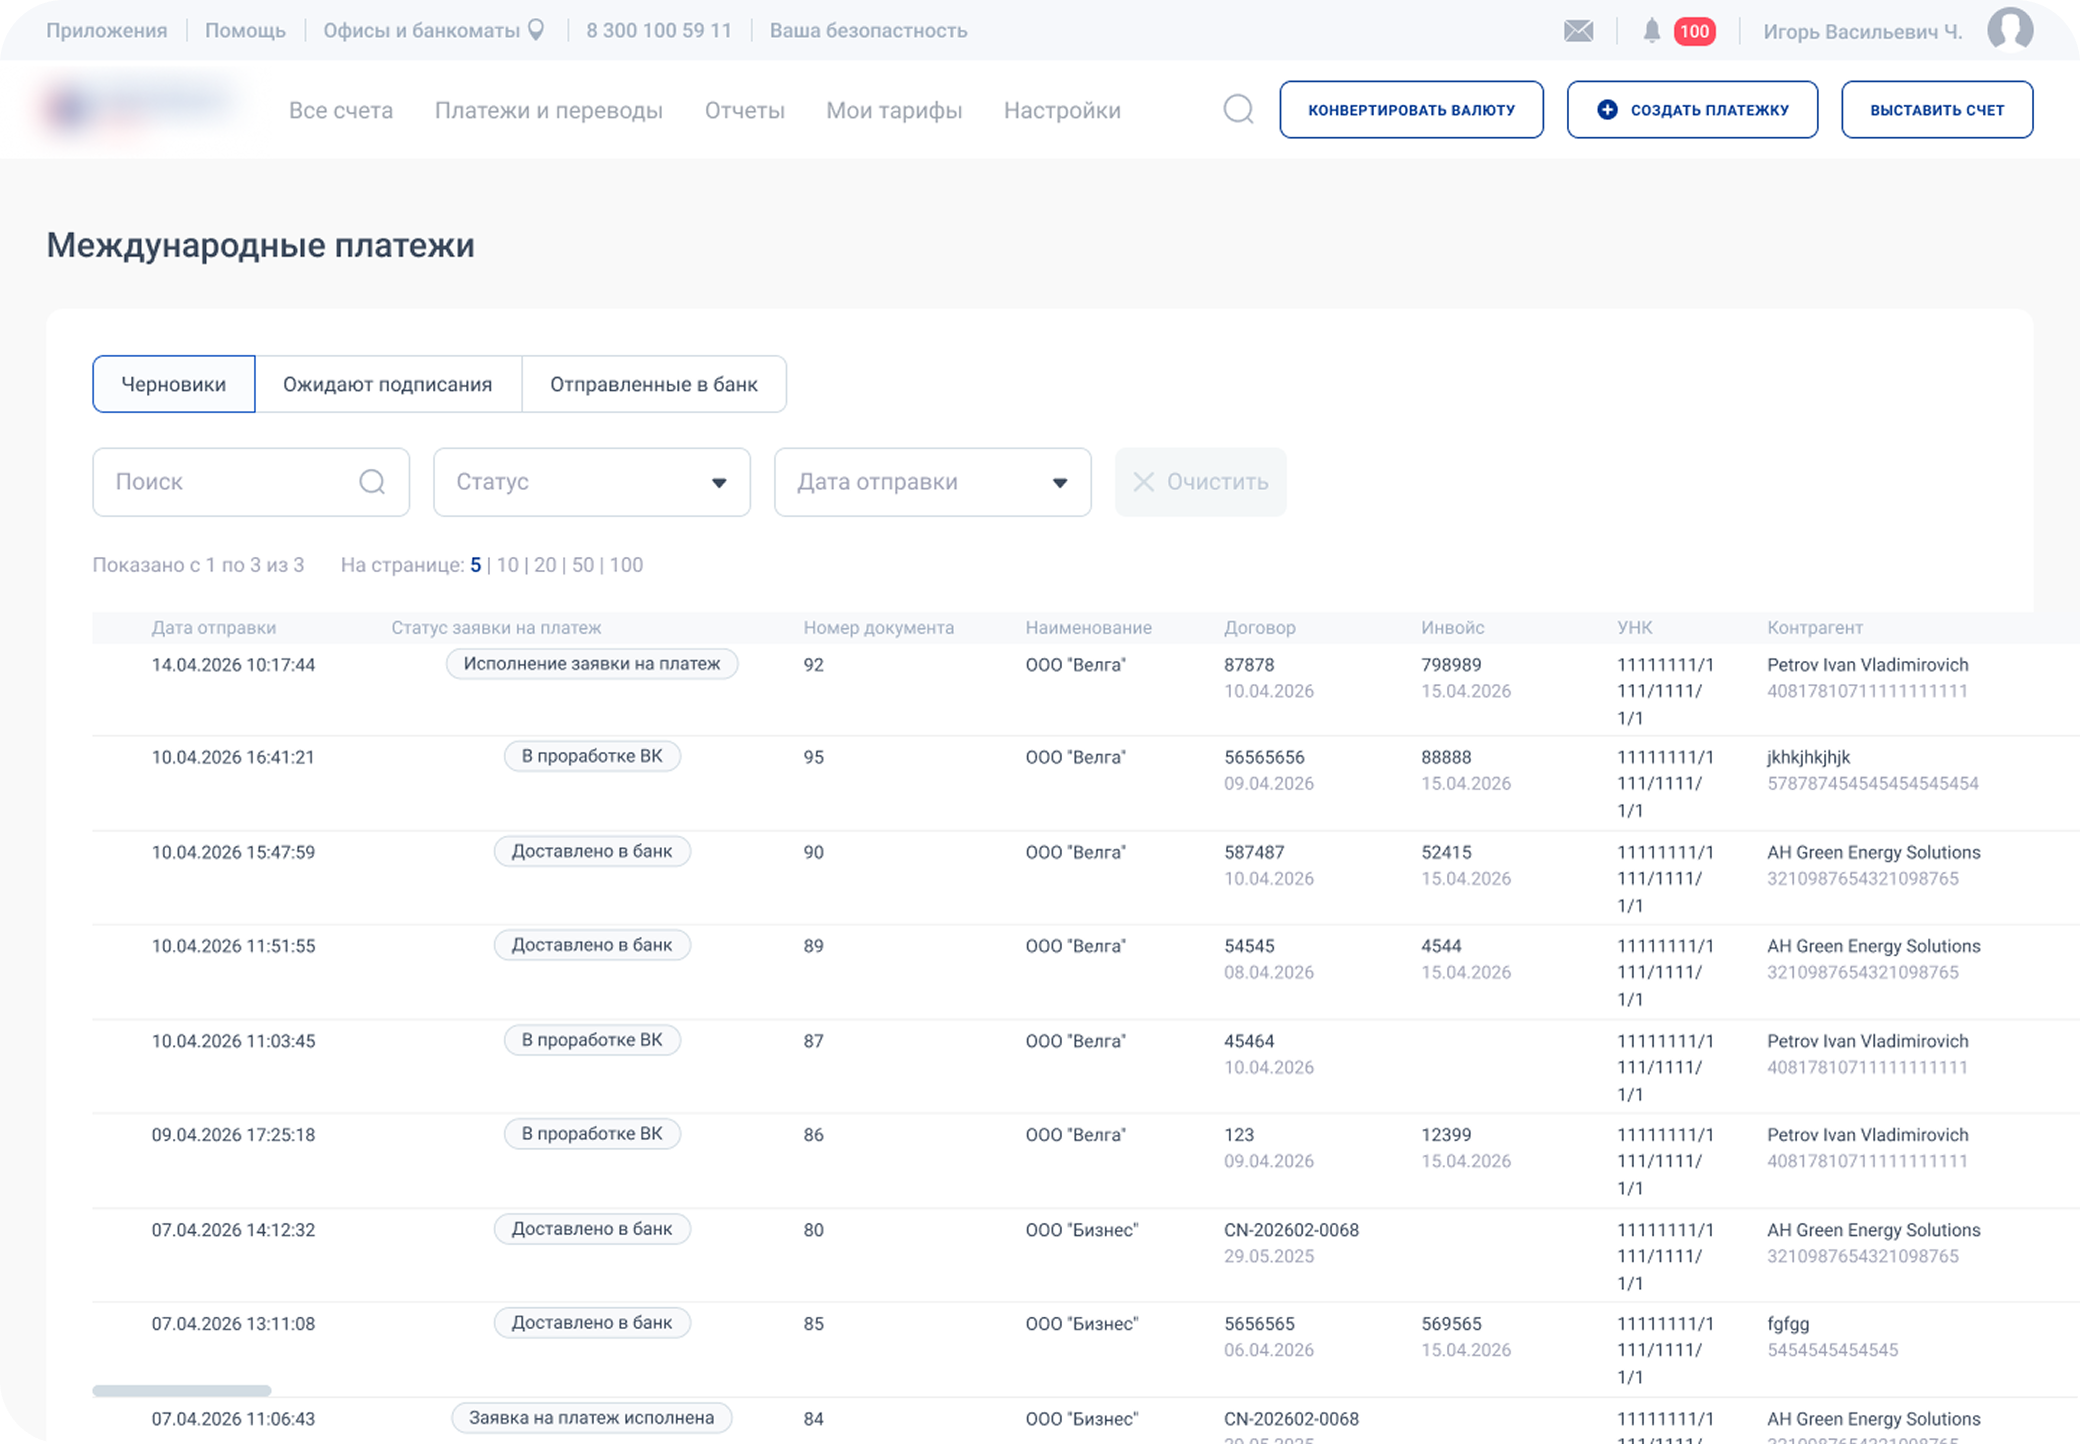 Приложения
Помощь
Офисы и банкоматы
8 300 100 59 11
Ваша безопастность
100
Игорь Васильевич Ч.
Все счета
Платежи и переводы
Отчеты
Мои тарифы
Настройки
КОНВЕРТИРОВАТЬ ВАЛЮТУ
СОЗДАТЬ ПЛАТЕЖКУ
ВЫСТАВИТЬ СЧЕТ
Международные платежи
Черновики
Ожидают подписания
Отправленные в банк
Поиск
Статус
Дата отправки
Очистить
Показано с 1 по 3 из 3
На странице: 5 | 10 | 20 | 50 | 100
Дата отправки
Статус заявки на платеж
Номер документа
Наименование
Договор
Инвойс
УНК
Контрагент
14.04.2026 10:17:44
Исполнение заявки на платеж
92
ООО "Велга"
87878
10.04.2026
798989
15.04.2026
11111111/1
111/1111/
1/1
Petrov Ivan Vladimirovich
40817810711111111111
10.04.2026 16:41:21
В проработке ВК
95
ООО "Велга"
56565656
09.04.2026
88888
15.04.2026
11111111/1
111/1111/
1/1
jkhkjhkjhjk
578787454545454545454
10.04.2026 15:47:59
Доставлено в банк
90
ООО "Велга"
587487
10.04.2026
52415
15.04.2026
11111111/1
111/1111/
1/1
AH Green Energy Solutions
3210987654321098765
10.04.2026 11:51:55
Доставлено в банк
89
ООО "Велга"
54545
08.04.2026
4544
15.04.2026
11111111/1
111/1111/
1/1
AH Green Energy Solutions
3210987654321098765
10.04.2026 11:03:45
В проработке ВК
87
ООО "Велга"
45464
10.04.2026
11111111/1
111/1111/
1/1
Petrov Ivan Vladimirovich
40817810711111111111
09.04.2026 17:25:18
В проработке ВК
86
ООО "Велга"
123
09.04.2026
12399
15.04.2026
11111111/1
111/1111/
1/1
Petrov Ivan Vladimirovich
40817810711111111111
07.04.2026 14:12:32
Доставлено в банк
80
ООО "Бизнес"
CN-202602-0068
29.05.2025
11111111/1
111/1111/
1/1
AH Green Energy Solutions
3210987654321098765
07.04.2026 13:11:08
Доставлено в банк
85
ООО "Бизнес"
5656565
06.04.2026
569565
15.04.2026
11111111/1
111/1111/
1/1
fgfgg
5454545454545
07.04.2026 11:06:43
Заявка на платеж исполнена
84
ООО "Бизнес"
CN-202602-0068
11111111/1
AH Green Energy Solutions